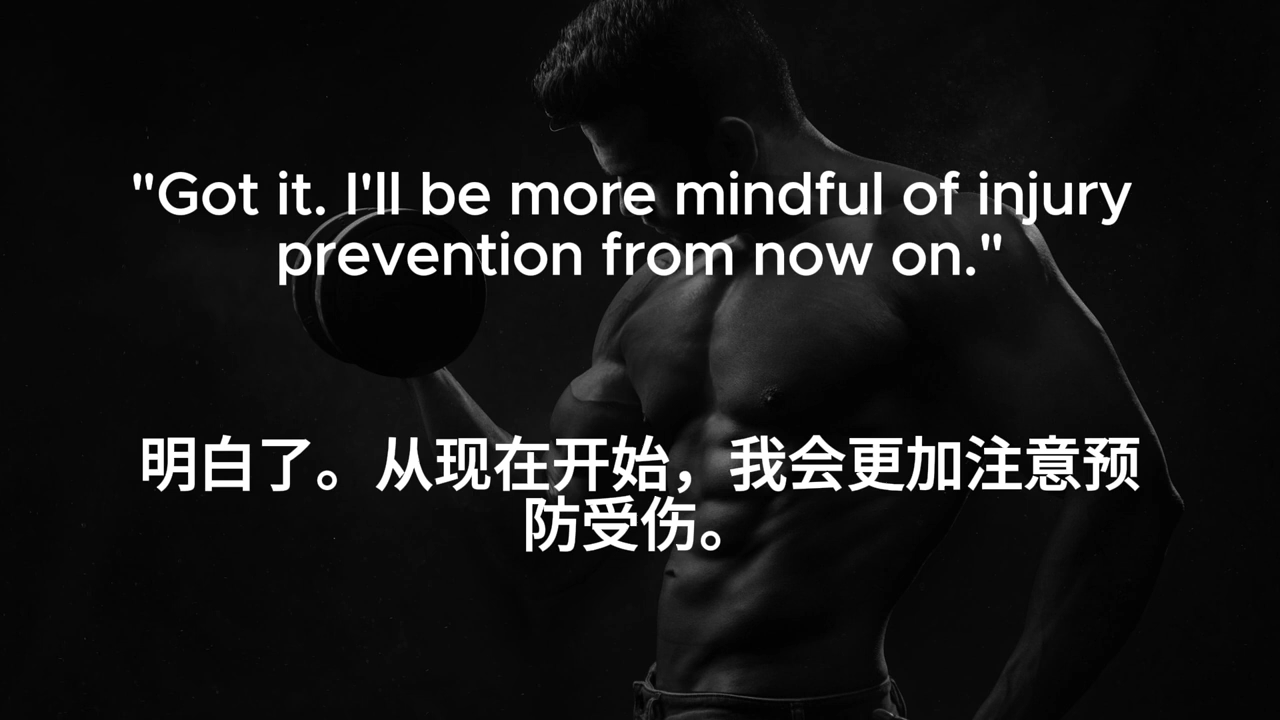 "Got it. I'll be more mindful of injury
prevention from now on."
明白了。从现在开始，我会更加注意预
防受伤。